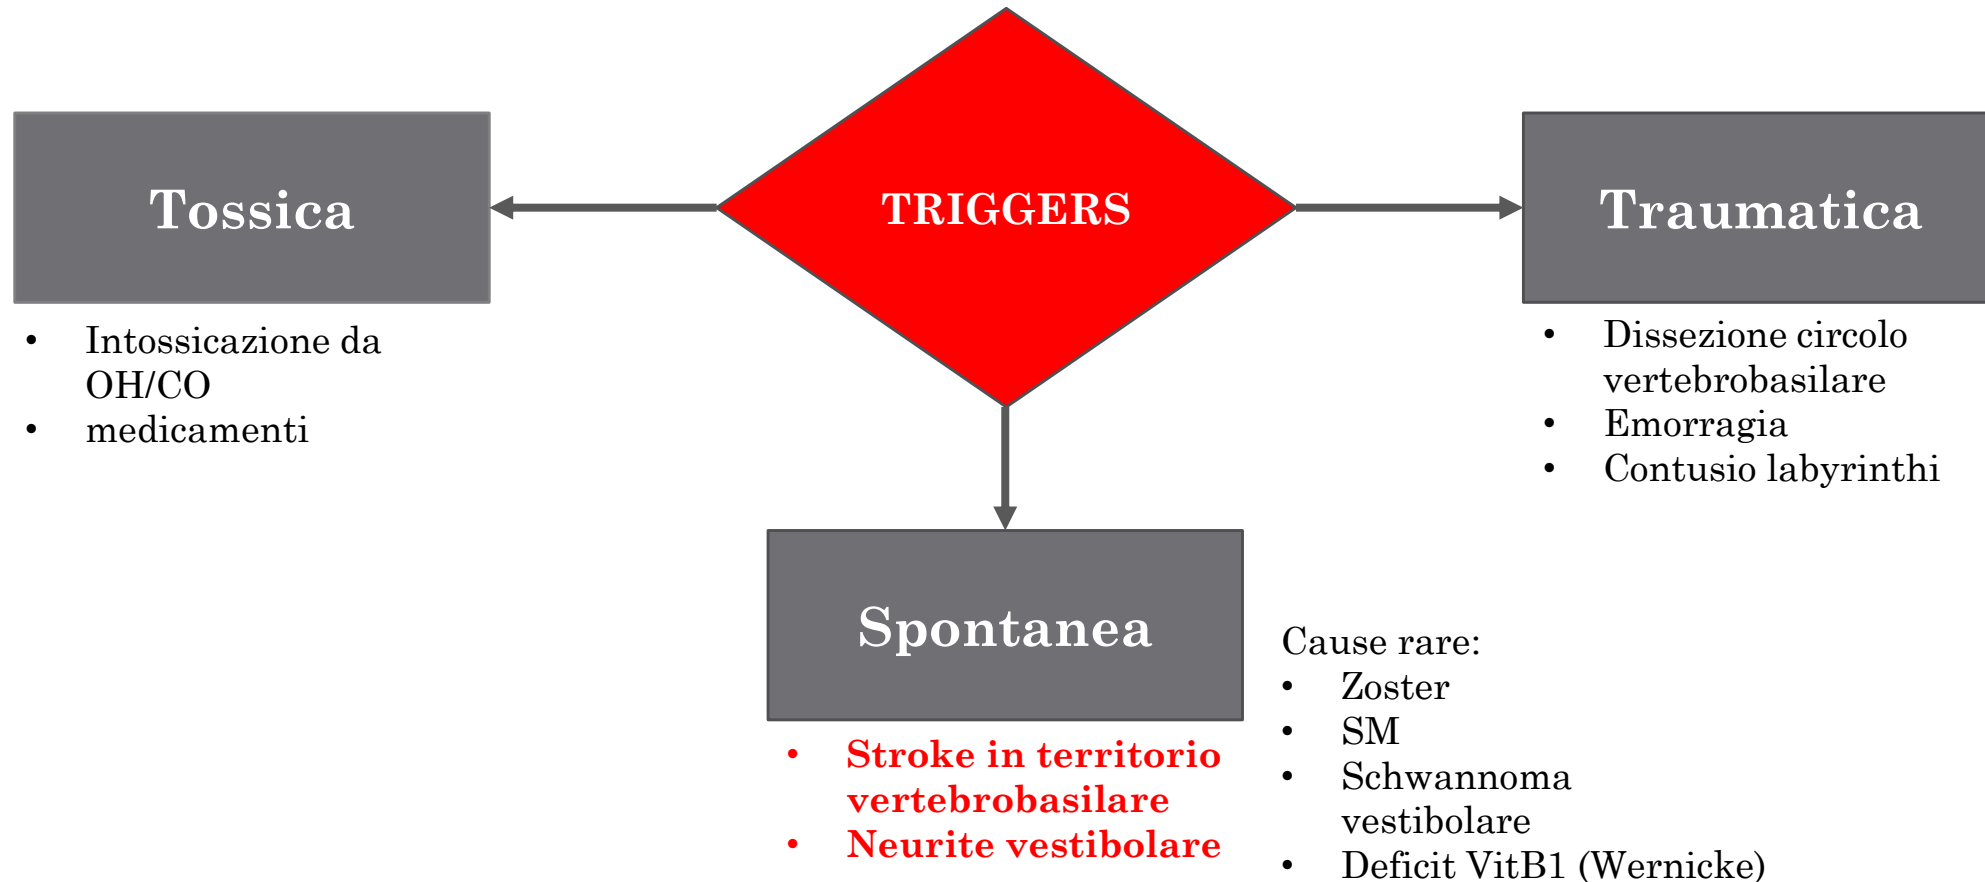 TRIGGERS
Tossica
• Intossicazione da
OH/CO
• medicamenti
Traumatica
• Dissezione circolo
vertebrobasilare
• Emorragia
• Contusio labyrinthi
Spontanea
• Stroke in territorio
vertebrobasilare
• Neurite vestibolare
Cause rare:
• Zoster
• SM
• Schwannoma
vestibolare
• Deficit VitB1 (Wernicke)